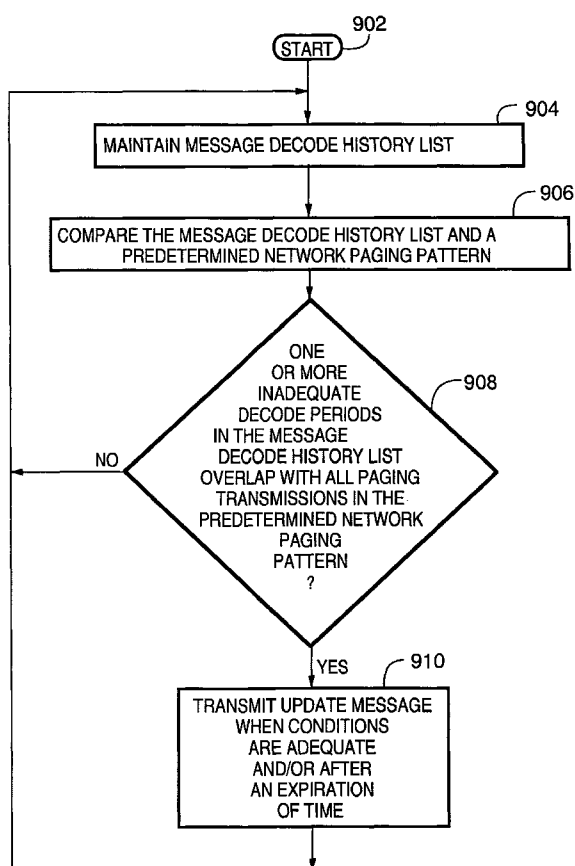 902
START
904
MAINTAIN MESSAGE DECODE HISTORY LIST
906
COMPARE THE MESSAGE DECODE HISTORY LIST AND A
PREDETERMINED NETWORK PAGING PATTERN
ONE
OR MORE
INADEQUATE
DECODE PERIODS
IN THE MESSAGE
DECODE HISTORY LIST
OVERLAP WITH ALL PAGING
TRANSMISSIONS IN THE
PREDETERMINED NETWORK
PAGING
PATTERN
?
908
NO
YES
910
TRANSMIT UPDATE MESSAGE
WHEN CONDITIONS
ARE ADEQUATE
AND/OR AFTER
AN EXPIRATION
OF TIME